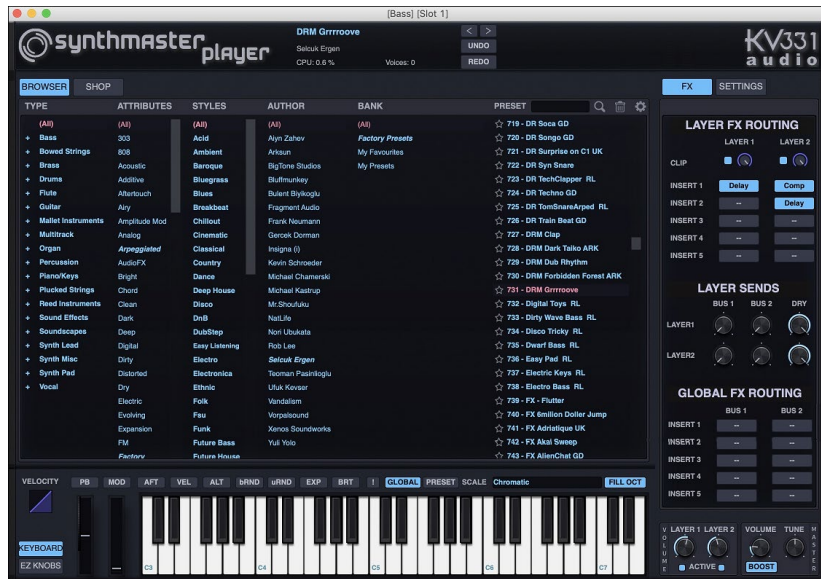 [Bass] [Slot 1]
synthmaster player
DRM Grrrroove
< >
Selcuk Ergen
UNDO
CPU: 0.6 %
Voices: 0
REDO
KV331
audio
BROWSER SHOP
FX SETTINGS
TYPE
(All)
+ Bass
+ Bowed Strings
+ Brass
+ Drums
+ Flute
+ Guitar
+ Mallet Instruments
+ Multitrack
+ Organ
+ Percussion
+ Piano/Keys
+ Plucked Strings
+ Reed Instruments
+ Sound Effects
+ Soundscapes
+ Synth Lead
+ Synth Misc
+ Synth Pad
+ Vocal
ATTRIBUTES
(All)
303
808
Acoustic
Additive
Aftertouch
Airy
Amplitude Mod
Analog
Arpeggiated
AudioFX
Bright
Chord
Clean
Dark
Deep
Digital
Dirty
Distorted
Dry
Electric
Evolving
Expansion
FM
Factory
STYLES
(All)
Acid
Ambient
Baroque
Bluegrass
Blues
Breakbeat
Chillout
Cinematic
Classical
Country
Dance
Deep House
Disco
DnB
DubStep
Easy Listening
Electro
Electronica
Ethnic
Folk
Fsu
Funk
Future Bass
Future House
AUTHOR
(All)
Aiyn Zahev
Arksun
BigTone Studios
Bluffmunkey
Bulent Biyikoglu
Fragment Audio
Frank Neumann
Gercek Dorman
Insigna (i)
Kevin Schroeder
Michael Chamerski
Michael Kastrup
Mr.Shoufuku
NatLife
Nori Ubukata
Rob Lee
Selcuk Ergen
Teoman Pasinlioglu
Ufuk Kevser
Vandalism
Vorpalsound
Xenos Soundworks
Yuli Yolo
BANK
(All)
Factory Presets
My Favourites
My Presets
PRESET
719 - DR Soca GD
720 - DR Songo GD
721 - DR Surprise on C1 UK
722 - DR Syn Snare
723 - DR TechClapper RL
724 - DR Techno GD
725 - DR TomSnareArped RL
726 - DR Train Beat GD
727 - DRM Clap
728 - DRM Dark Taiko ARK
729 - DRM Dub Rhythm
730 - DRM Forbidden Forest ARK
731 - DRM Grrrroove
732 - Digital Toys RL
733 - Dirty Wave Bass RL
734 - Disco Tricky RL
735 - Dwarf Bass RL
736 - Easy Pad RL
737 - Electric Keys RL
738 - Electro Bass RL
739 - FX - Flutter
740 - FX 6milion Doller Jump
741 - FX Adriatique UK
742 - FX Akai Sweep
743 - FX AlienChat GD
LAYER FX ROUTING
LAYER 1 LAYER 2
CLIP
INSERT 1 Delay Comp
INSERT 2 -- Delay
INSERT 3 -- --
INSERT 4 -- --
INSERT 5 -- --
LAYER SENDS
BUS 1 BUS 2 DRY
LAYER1
LAYER2
GLOBAL FX ROUTING
BUS 1 BUS 2
INSERT 1 -- --
INSERT 2 -- --
INSERT 3 -- --
INSERT 4 -- --
INSERT 5 -- --
VELOCITY PB MOD AFT VEL ALT bRND uRND EXP BRT ! GLOBAL PRESET SCALE Chromatic FILL OCT
KEYBOARD
EZ KNOBS
C3 C4 C5 C6 C7
VOLUME
LAYER 1 LAYER 2
ACTIVE
VOLUME TUNE
BOOST
MASTER